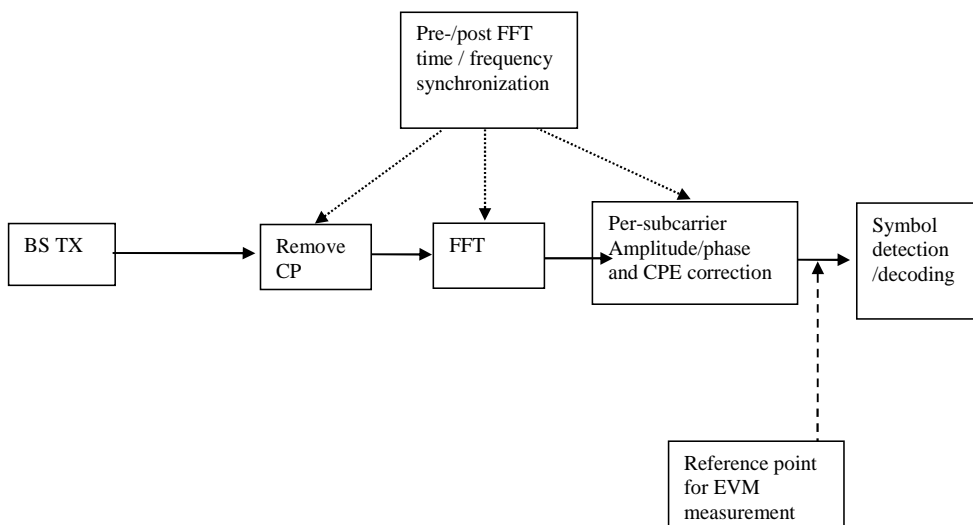 Pre-/post FFT
time / frequency
synchronization
BS TX
Remove
CP
FFT
Per-subcarrier
Amplitude/phase
and CPE correction
Symbol
detection
/decoding
Reference point
for EVM
measurement